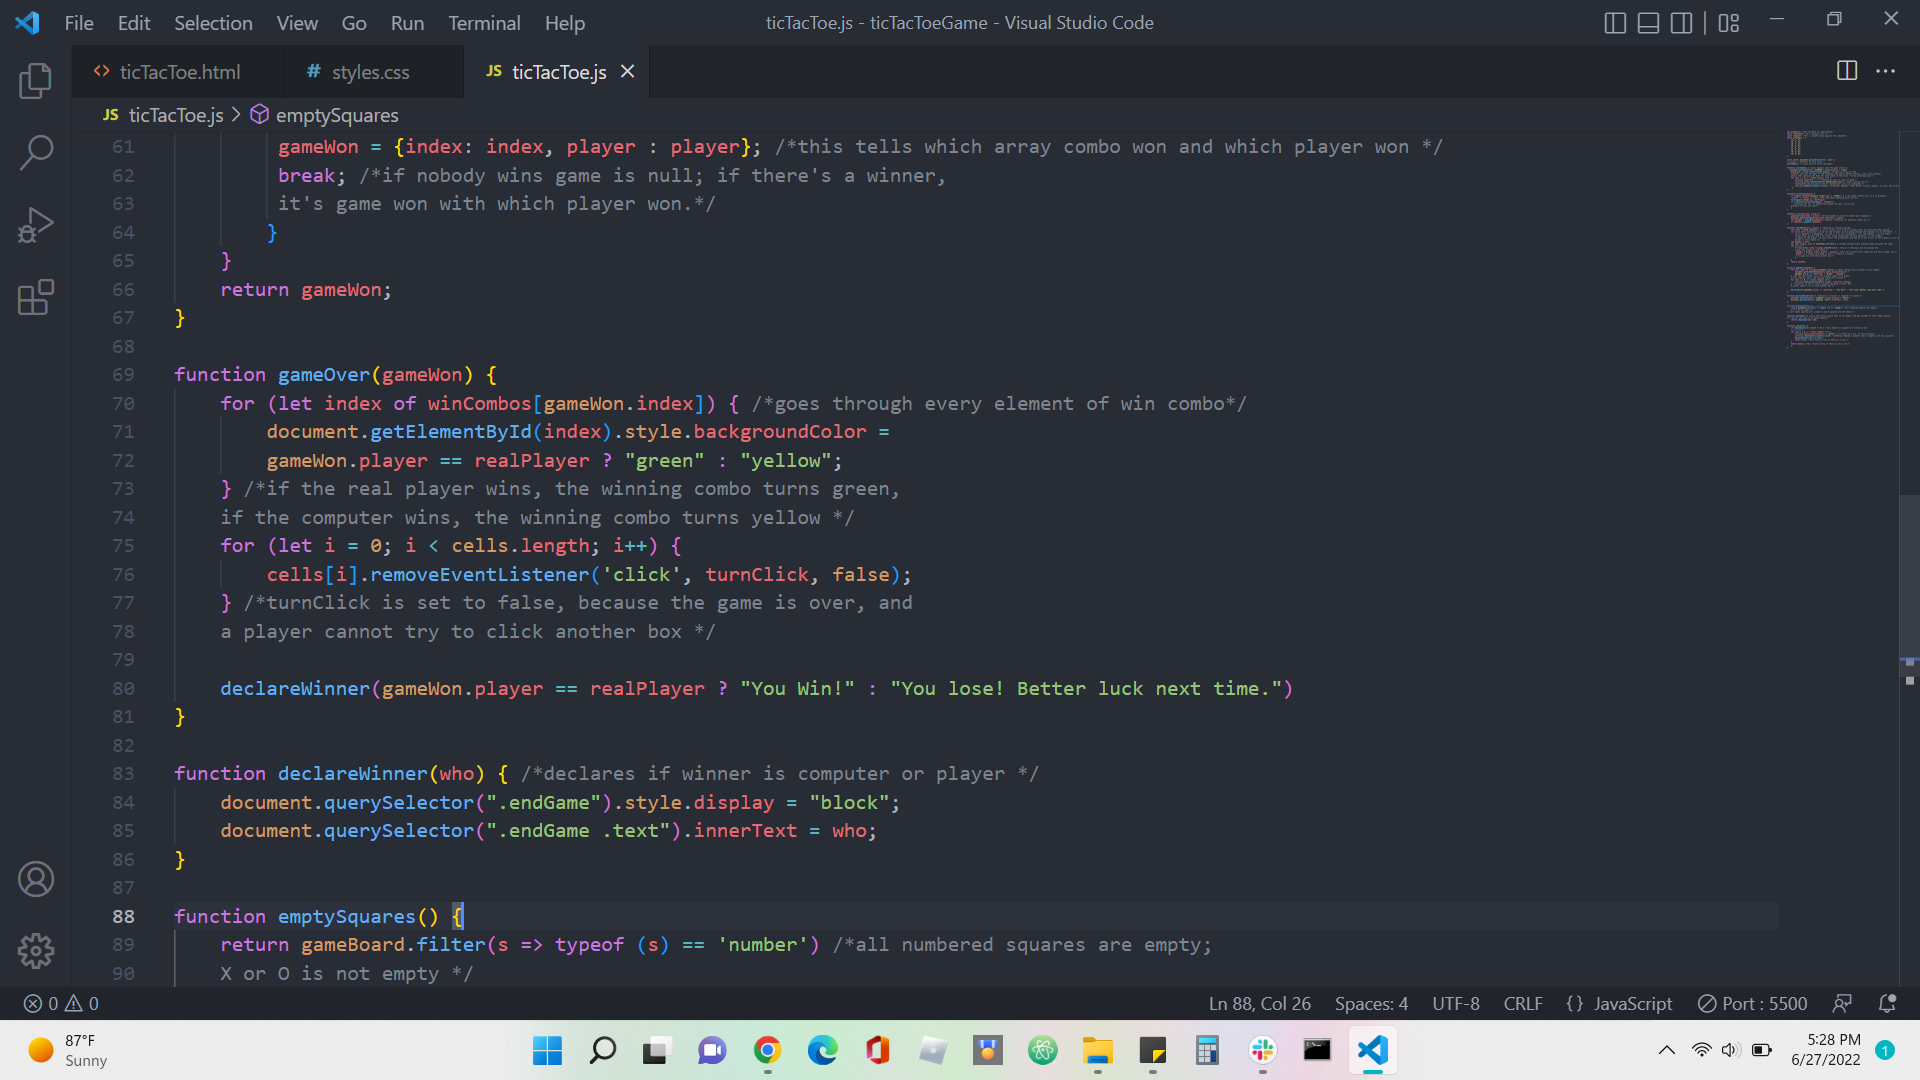 File Edit Selection View Go Run Terminal Help
ticTacToe.js - ticTacToeGame - Visual Studio Code
ticTacToe.html
# styles.css
JS ticTacToe.js
JS ticTacToe.js > emptySquares
61 gameWon = {index: index, player : player}; /*this tells which array combo won and which player won */
62 break; /*if nobody wins game is null; if there's a winner,
63 it's game won with which player won.*/
64 }
65 }
66 return gameWon;
67 }
68
69 function gameOver(gameWon) {
70 for (let index of winCombos[gameWon.index]) { /*goes through every element of win combo*/
71 document.getElementById(index).style.backgroundColor =
72 gameWon.player == realPlayer ? "green" : "yellow";
73 } /*if the real player wins, the winning combo turns green,
74 if the computer wins, the winning combo turns yellow */
75 for (let i = 0; i < cells.length; i++) {
76 cells[i].removeEventListener('click', turnClick, false);
77 } /*turnClick is set to false, because the game is over, and
78 a player cannot try to click another box */
79
80 declareWinner(gameWon.player == realPlayer ? "You Win!" : "You lose! Better luck next time.")
81 }
82
83 function declareWinner(who) { /*declares if winner is computer or player */
84 document.querySelector(".endGame").style.display = "block";
85 document.querySelector(".endGame .text").innerText = who;
86 }
87
88 function emptySquares() {
89 return gameBoard.filter(s => typeof (s) == 'number') /*all numbered squares are empty;
90 X or O is not empty */
0 0
Ln 88, Col 26 Spaces: 4 UTF-8 CRLF {} JavaScript Port : 5500
87°F
Sunny
5:28 PM
6/27/2022
1